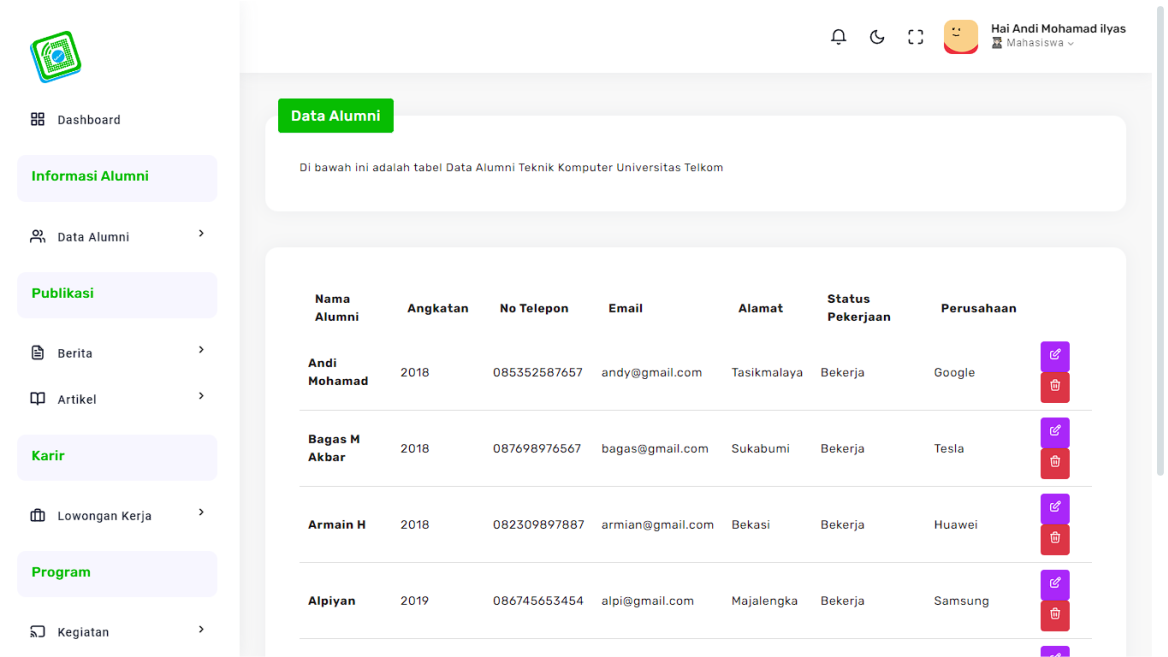 Hai Andi Mohamad ilyas
Mahasiswa
Dashboard
Informasi Alumni
Data Alumni
Publikasi
Berita
Artikel
Karir
Lowongan Kerja
Program
Kegiatan
Data Alumni
Di bawah ini adalah tabel Data Alumni Teknik Komputer Universitas Telkom
Nama Alumni Angkatan No Telepon Email Alamat Status Pekerjaan Perusahaan
Andi Mohamad 2018 085352587657 andy@gmail.com Tasikmalaya Bekerja Google
Bagas M Akbar 2018 087698976567 bagas@gmail.com Sukabumi Bekerja Tesla
Armain H 2018 082309897887 armian@gmail.com Bekasi Bekerja Huawei
Alpiyan 2019 086745653454 alpi@gmail.com Majalengka Bekerja Samsung